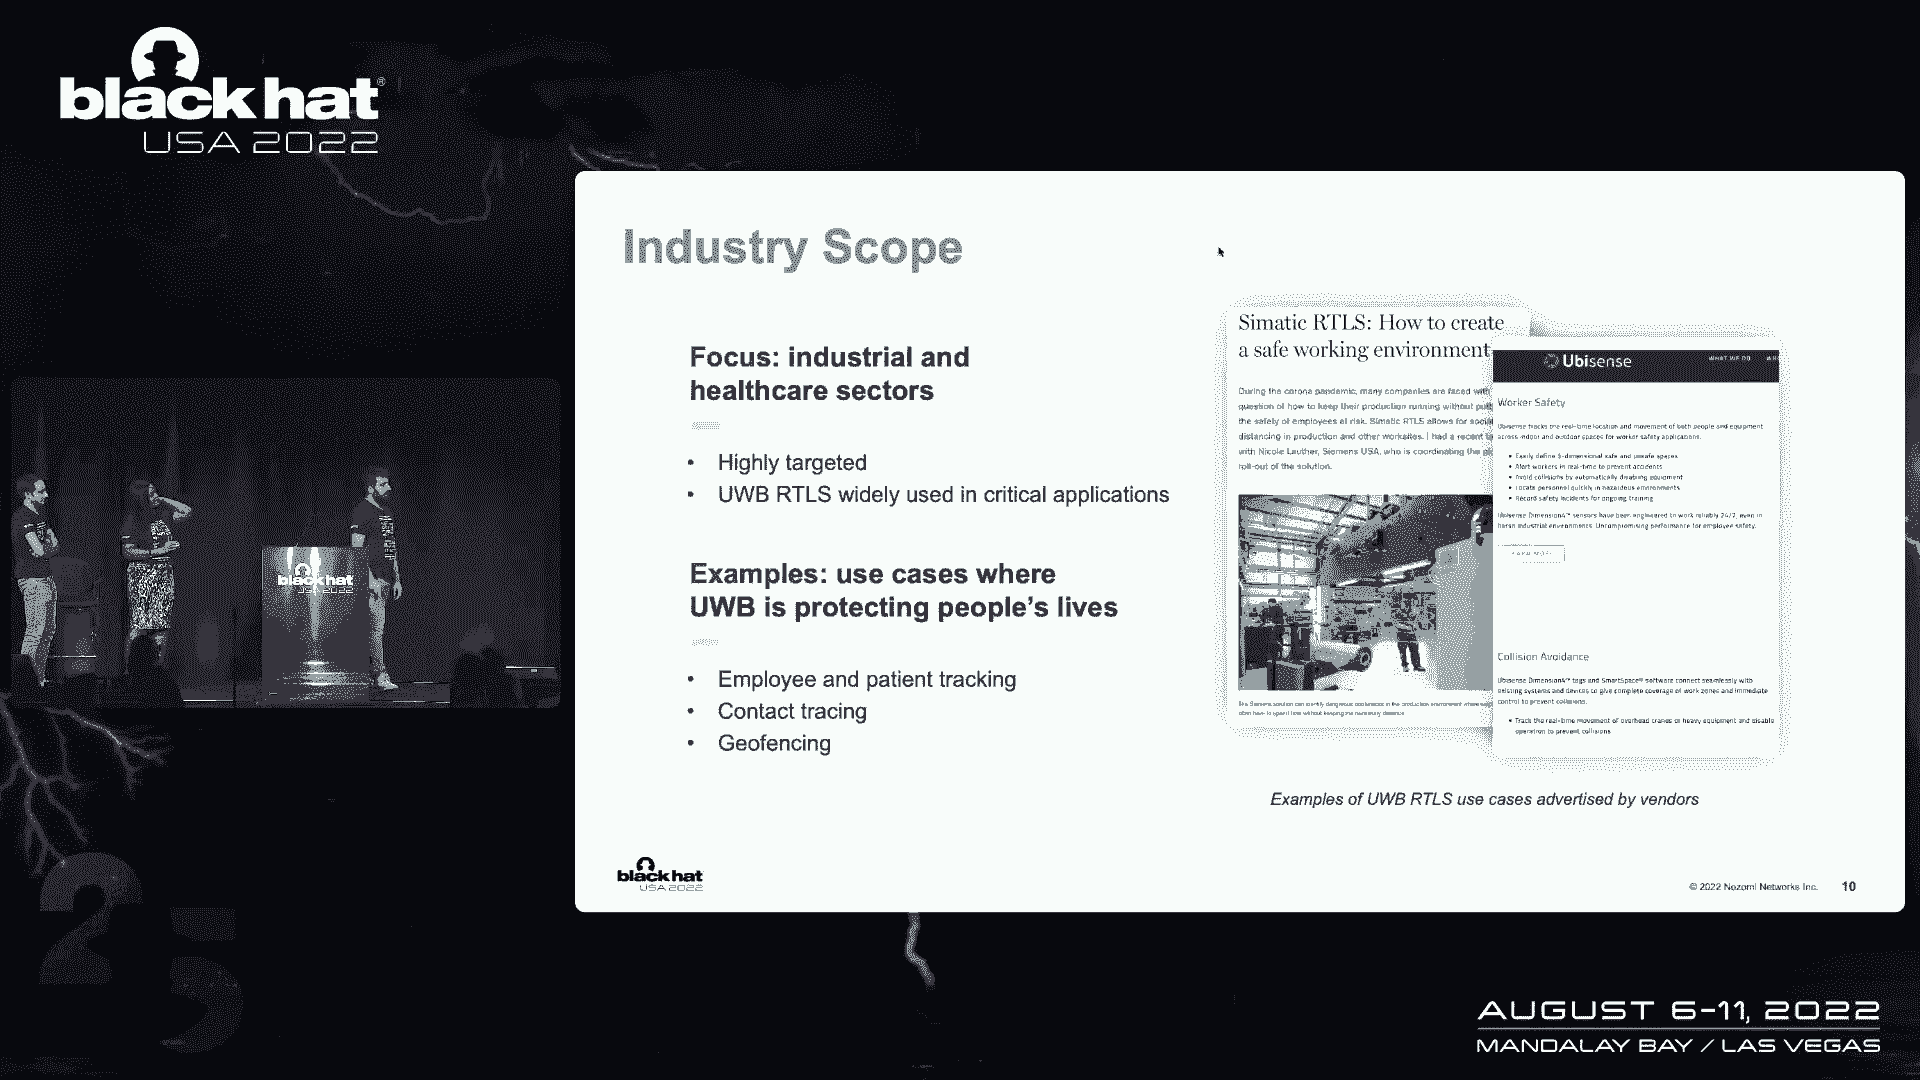 black hat®
USA 2022
Industry Scope
Focus: industrial and
healthcare sectors
• Highly targeted
• UWB RTLS widely used in critical applications
Examples: use cases where
UWB is protecting people's lives
• Employee and patient tracking
• Contact tracing
• Geofencing
Simatic RTLS: How to create
a safe working environment
During the corona pandemic, many companies are faced with
question of how to keep their production running without
the safety of employees at risk. Simatic RTLS allows for
distancing in production and other worksites. I had a recent
with Nicole Lauther, Siemens USA, who is coordinating the
roll-out of the solution.
Ubisense
WHAT WE DO
Worker Safety
Ubisense tracks the real-time location and movement of both people and equipment
across indoor and outdoor spaces for worker safety applications.
• Easily define 3-dimensional safe and unsafe spaces
• Alert workers in real-time to prevent accidents
• Avoid collisions by automatically disabling equipment
• Locate personnel quickly in hazardous environments
• Record safety incidents for ongoing training
Ubisense Dimension4™ sensors have been engineered to work reliably 24/7, even in
harsh industrial environments. Uncompromising performance for employee safety.
Collision Avoidance
Ubisense Dimension4™ tags and SmartSpace® software connect seamlessly with
existing systems and devices to give complete coverage of work zones and immediate
control to prevent collisions.
• Track the real-time movement of overhead cranes or heavy equipment and disable
operation to prevent collisions
Examples of UWB RTLS use cases advertised by vendors
black hat
USA 2022
© 2022 Nozomi Networks Inc.
10
black hat
USA 2022
25
AUGUST 6-11, 2022
MANDALAY BAY / LAS VEGAS